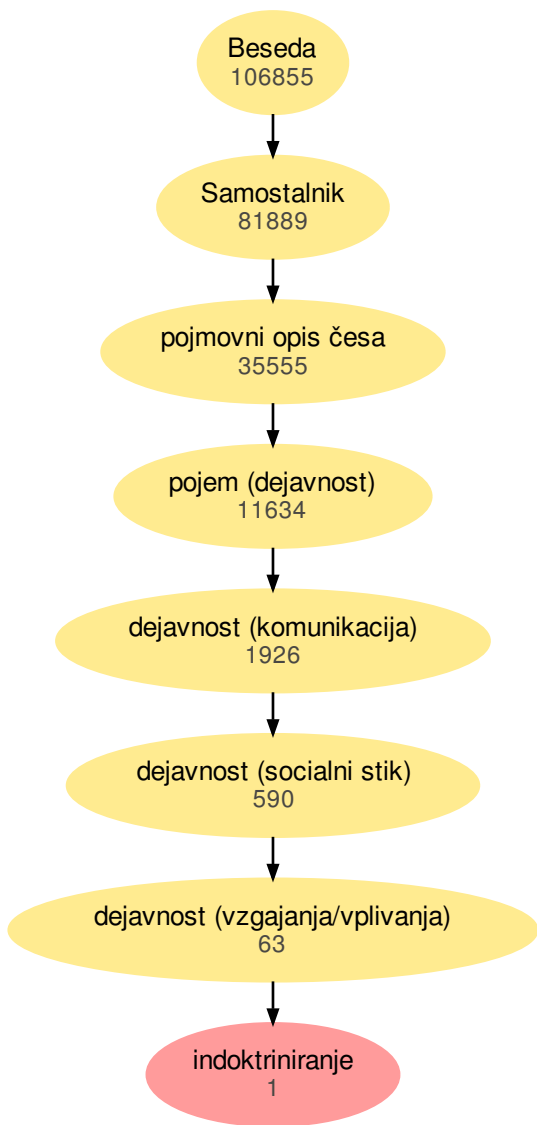 Beseda
106855
Samostalnik
81889
pojmovni opis česa
35555
pojem (dejavnost)
11634
dejavnost (komunikacija)
1926
dejavnost (socialni stik)
590
dejavnost (vzgajanja/vplivanja)
63
indoktriniranje
1